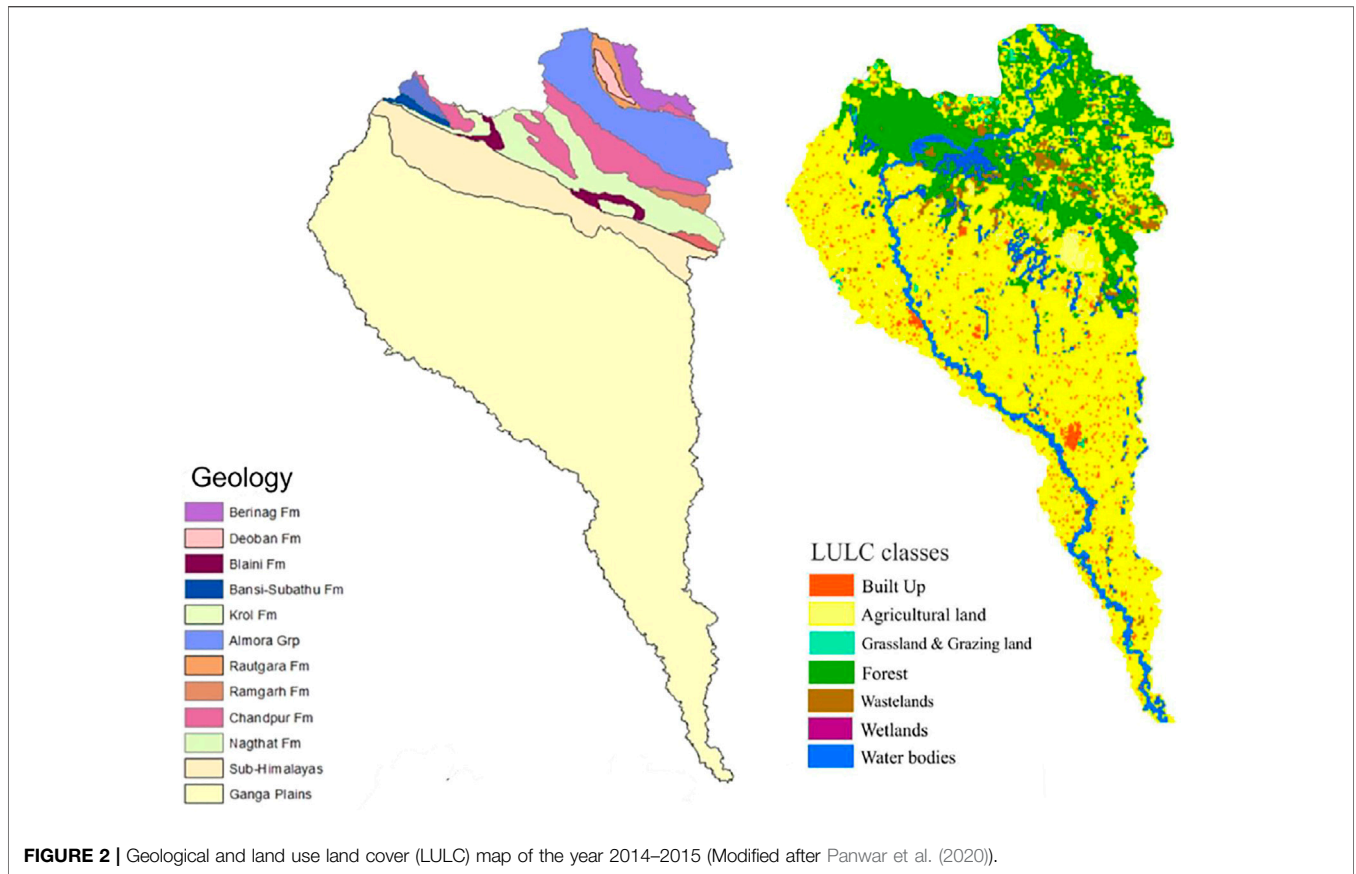 Geology
Berinag Fm
Deoban Fm
Blaini Fm
Bansi-Subathu Fm
Krol Fm
Almora Grp
Rautgara Fm
Ramgarh Fm
Chandpur Fm
Nagthat Fm
Sub-Himalayas
Ganga Plains
LULC classes
Built Up
Agricultural land
Grassland & Grazing land
Forest
Wastelands
Wetlands
Water bodies
FIGURE 2 | Geological and land use land cover (LULC) map of the year 2014–2015 (Modified after Panwar et al. (2020)).